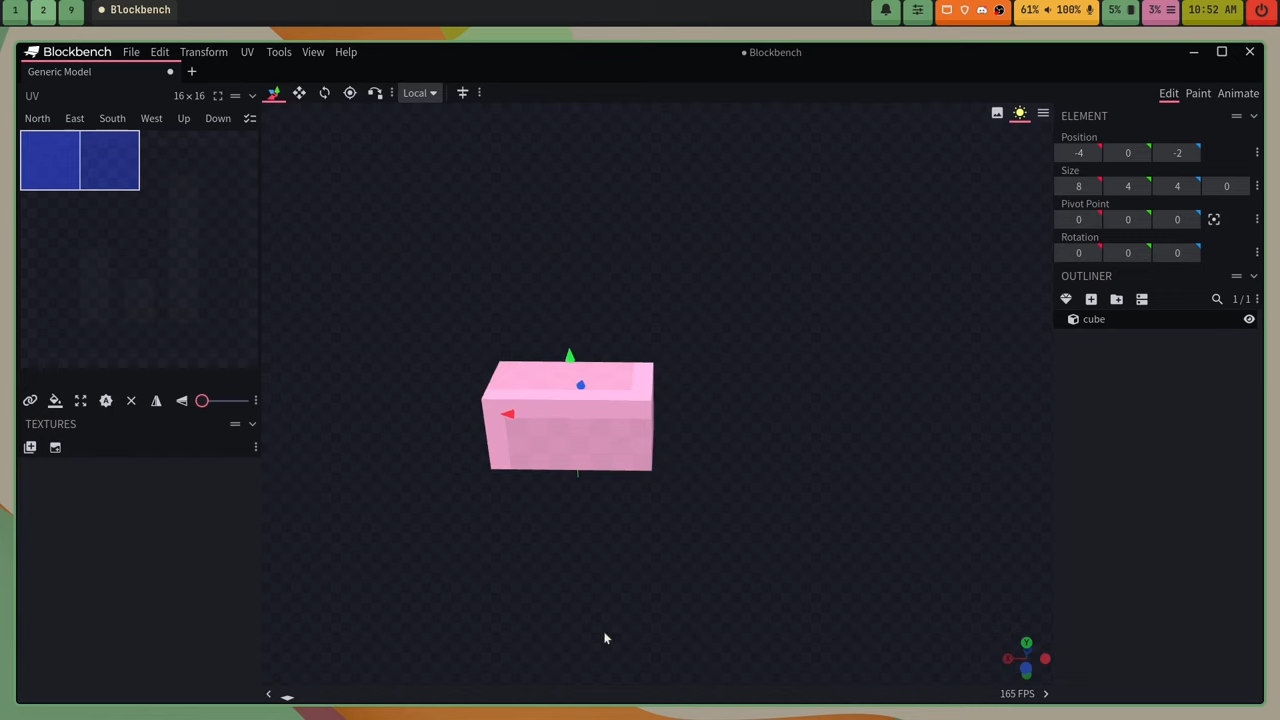 1 2 9 ● Blockbench 61% 100% 5% 3% 10:52 AM
Blockbench File Edit Transform UV Tools View Help ● Blockbench
Generic Model
UV 16×16 Local Edit Paint Animate
North East South West Up Down
ELEMENT
Position
-4 0 -2
Size
8 4 4 0
Pivot Point
0 0 0
Rotation
0 0 0
OUTLINER
1/1
cube
TEXTURES
Y
X
165 FPS